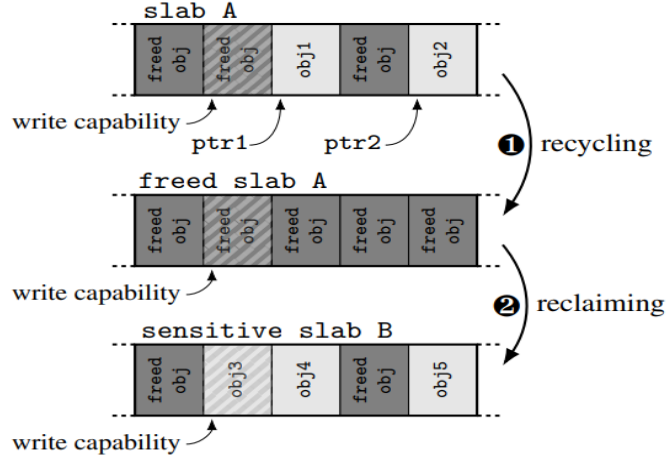 slab A
freed
obj
freed
obj
obj1
freed
obj
obj2
write capability
ptr1
ptr2
❶ recycling
freed slab A
freed
obj
freed
obj
freed
obj
freed
obj
freed
obj
write capability
❷ reclaiming
sensitive slab B
freed
obj
obj3
obj4
freed
obj
obj5
write capability